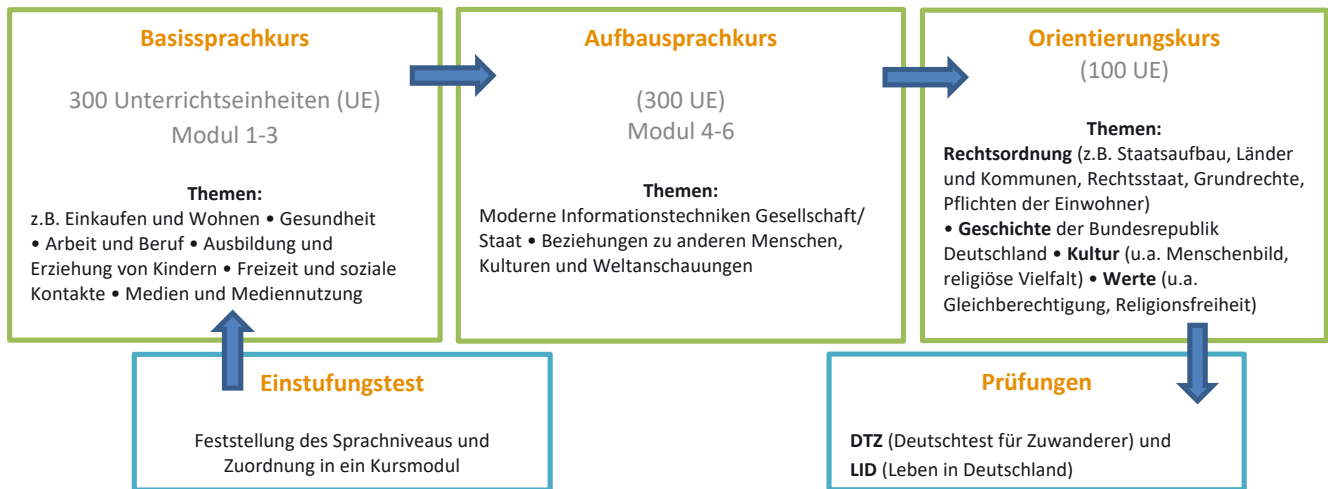 Basissprachkurs
300 Unterrichtseinheiten (UE)
Modul 1-3
Themen:
z.B. Einkaufen und Wohnen • Gesundheit
• Arbeit und Beruf • Ausbildung und
Erziehung von Kindern • Freizeit und soziale
Kontakte • Medien und Mediennutzung
Aufbausprachkurs
(300 UE)
Modul 4-6
Themen:
Moderne Informationstechniken Gesellschaft/
Staat • Beziehungen zu anderen Menschen,
Kulturen und Weltanschauungen
Orientierungskurs
(100 UE)
Themen:
Rechtsordnung (z.B. Staatsaufbau, Länder
und Kommunen, Rechtsstaat, Grundrechte,
Pflichten der Einwohner)
• Geschichte der Bundesrepublik
Deutschland • Kultur (u.a. Menschenbild,
religiöse Vielfalt) • Werte (u.a.
Gleichberechtigung, Religionsfreiheit)
Einstufungstest
Feststellung des Sprachniveaus und
Zuordnung in ein Kursmodul
Prüfungen
DTZ (Deutschtest für Zuwanderer) und
LID (Leben in Deutschland)